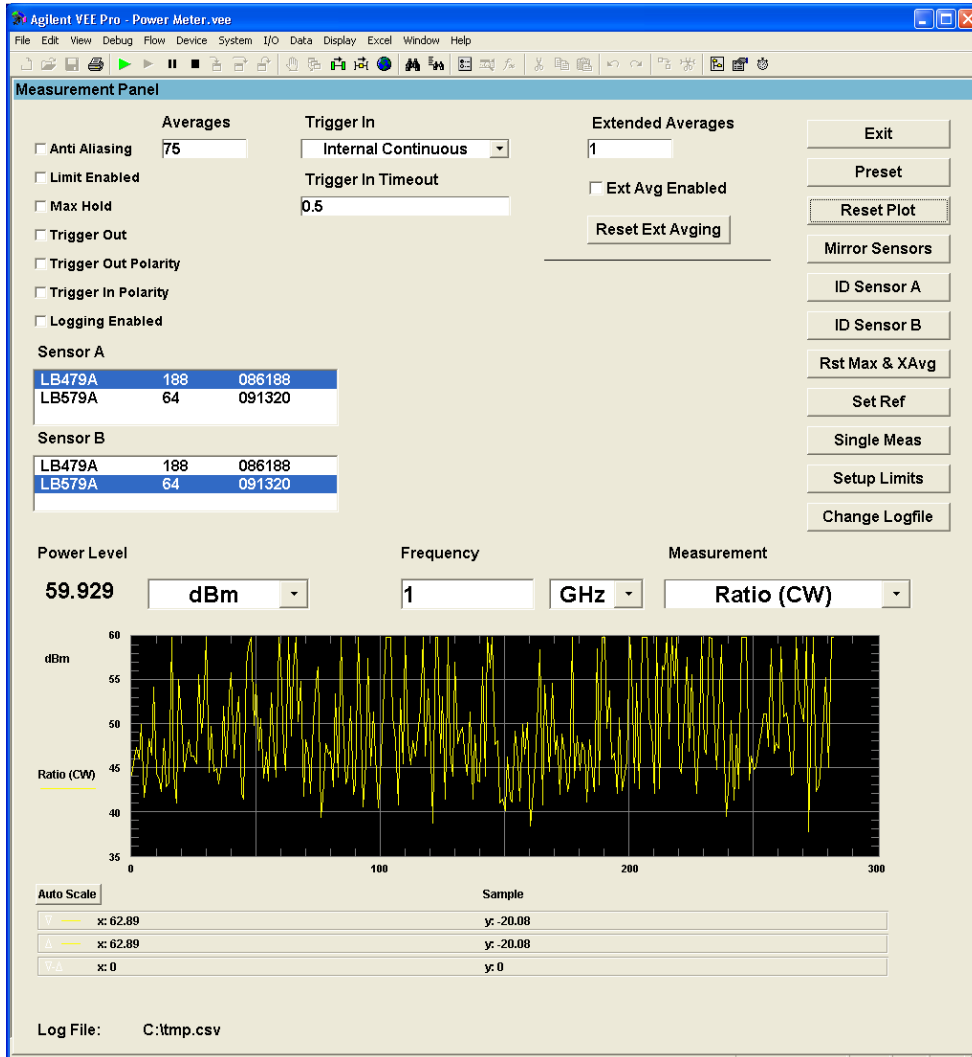 Agilent VEE Pro - Power Meter.vee
File Edit View Debug Flow Device System I/O Data Display Excel Window Help
Measurement Panel
Averages
Trigger In
Extended Averages
Exit
Anti Aliasing
75
Internal Continuous
1
Limit Enabled
Trigger In Timeout
Ext Avg Enabled
Preset
Max Hold
0.5
Reset Plot
Trigger Out
Reset Ext Avging
Mirror Sensors
Trigger Out Polarity
Trigger In Polarity
ID Sensor A
Logging Enabled
ID Sensor B
Sensor A
Rst Max & XAvg
LB479A 188 086188
LB579A 64 091320
Set Ref
Sensor B
Single Meas
LB479A 188 086188
LB579A 64 091320
Setup Limits
Change Logfile
Power Level
Frequency
Measurement
59.929
dBm
1
GHz
Ratio (CW)
60
dBm
55
50
45
Ratio (CW)
40
35
0
100
200
300
Auto Scale
Sample
x: 62.89 y: -20.08
x: 62.89 y: -20.08
x: 0 y: 0
Log File: C:\tmp.csv